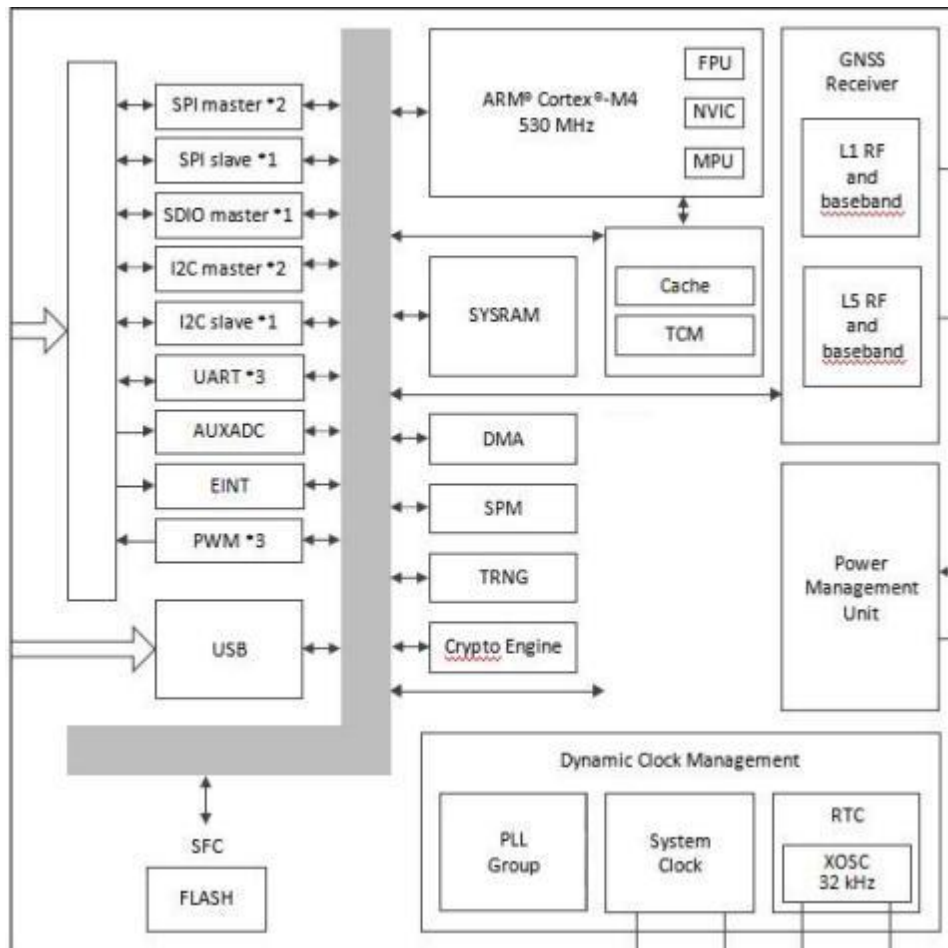 SPI master *2
SPI slave *1
SDIO master *1
I2C master *2
I2C slave *1
UART *3
AUXADC
EINT
PWM *3
USB
SFC
FLASH
ARM® Cortex®-M4
530 MHz
FPU
NVIC
MPU
SYSRAM
Cache
TCM
DMA
SPM
TRNG
Crypto Engine
GNSS
Receiver
L1 RF
and
baseband
L5 RF
and
baseband
Power
Management
Unit
Dynamic Clock Management
PLL
Group
System
Clock
RTC
XOSC
32 kHz